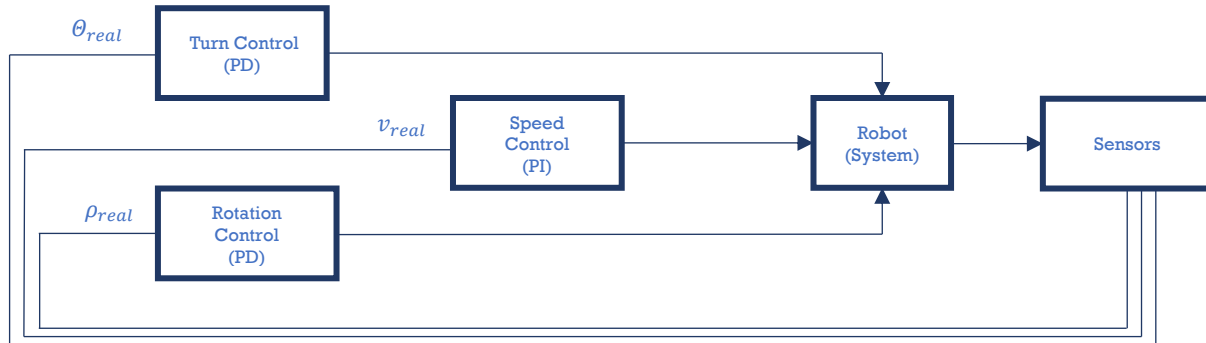 Θ_real
Turn Control
(PD)
v_real
Speed
Control
(PI)
Robot
(System)
Sensors
ρ_real
Rotation
Control
(PD)